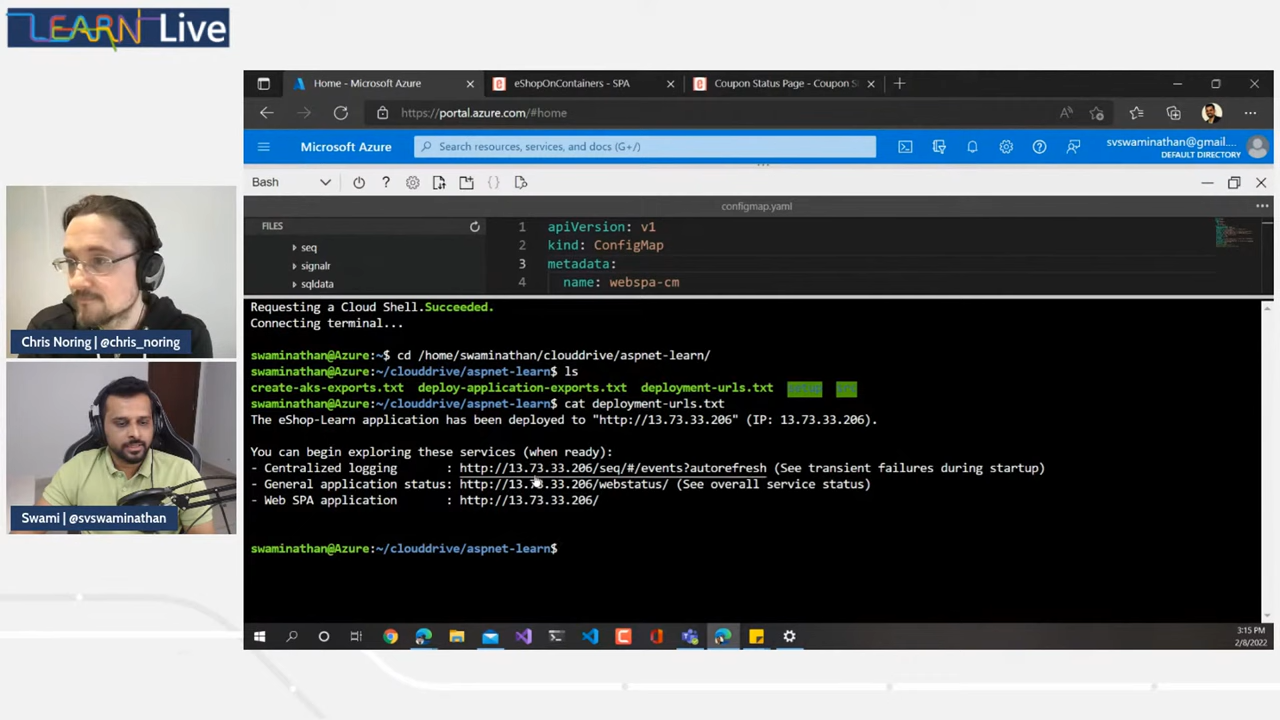 LEARN Live
Home - Microsoft Azure
eShopOnContainers - SPA
Coupon Status Page - Coupon S
https://portal.azure.com/#home
Microsoft Azure
Search resources, services, and docs (G+/)
svswaminathan@gmail....
DEFAULT DIRECTORY
Bash
configmap.yaml
FILES
seq
signalr
sqldata
1 apiVersion: v1
2 kind: ConfigMap
3 metadata:
4 name: webspa-cm
Requesting a Cloud Shell.Succeeded.
Connecting terminal...
swaminathan@Azure:~$ cd /home/swaminathan/clouddrive/aspnet-learn/
swaminathan@Azure:~/clouddrive/aspnet-learn$ ls
create-aks-exports.txt deploy-application-exports.txt deployment-urls.txt setup src
swaminathan@Azure:~/clouddrive/aspnet-learn$ cat deployment-urls.txt
The eShop-Learn application has been deployed to "http://13.73.33.206" (IP: 13.73.33.206).
You can begin exploring these services (when ready):
- Centralized logging : http://13.73.33.206/seq/#/events?autorefresh (See transient failures during startup)
- General application status: http://13.73.33.206/webstatus/ (See overall service status)
- Web SPA application : http://13.73.33.206/
swaminathan@Azure:~/clouddrive/aspnet-learn$
Chris Noring | @chris_noring
Swami | @svswaminathan
3:15 PM
2/8/2022